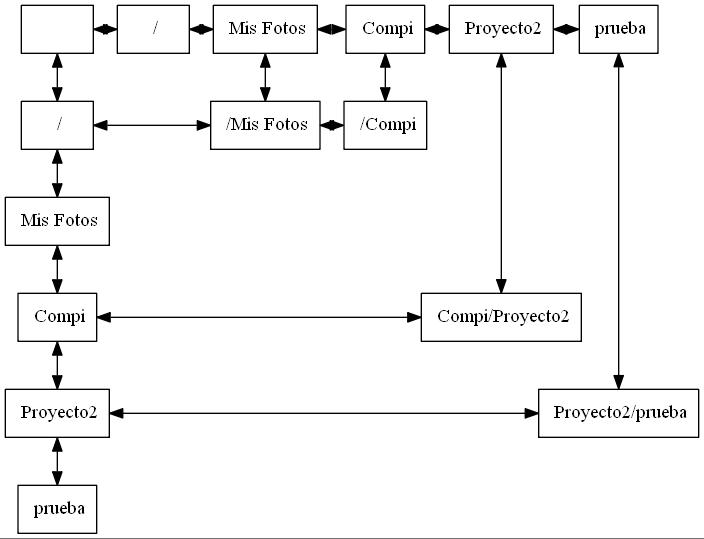 /
Mis Fotos
Compi
Proyecto2
prueba
/
/Mis Fotos
/Compi
Mis Fotos
Compi
Compi/Proyecto2
Proyecto2
Proyecto2/prueba
prueba